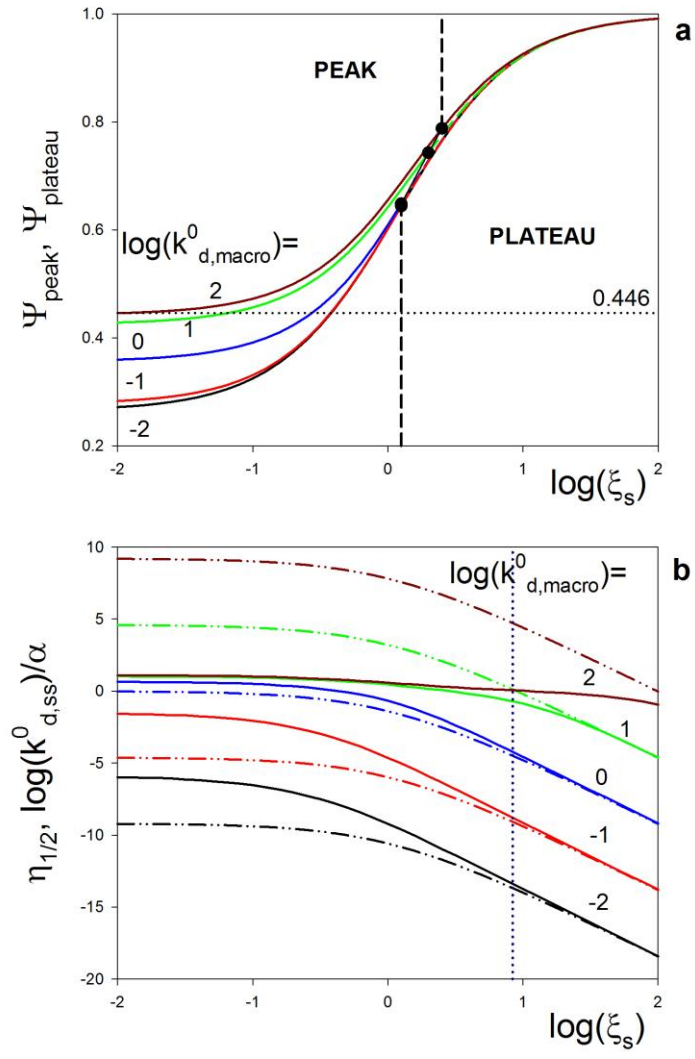 a
1.0
PEAK
0.8
PLATEAU
0.6
log(k⁰d,macro)=
2
0.446
0.4
1
0
-1
-2
0.2
Ψpeak, Ψplateau
-2 -1 0 1 2
log(ξs)
b
10
log(k⁰d,macro)=
5
2
0
1
0
-5
-1
-10
-2
-15
-20
η1/2, log(k⁰d,ss)/α
-2 -1 0 1 2
log(ξs)